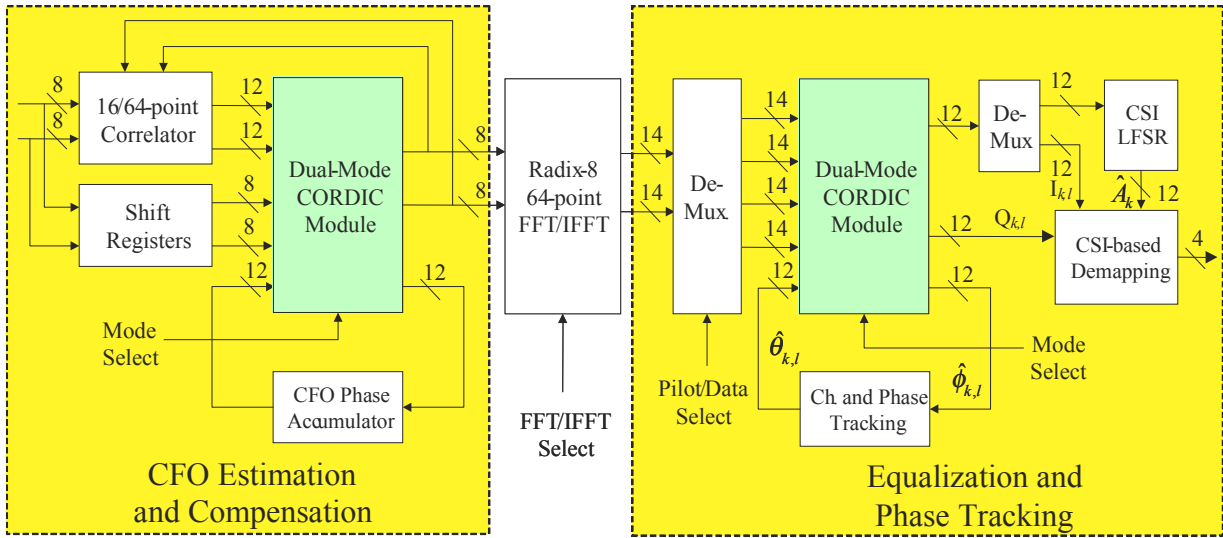 8
8
16/64-point
Correlator
12
12
Dual-Mode
CORDIC
Module
Shift
Registers
8
8
12
12
Mode
Select
CFO Phase
Accumulator
CFO Estimation
and Compensation
8
8
Radix-8
64-point
FFT/IFFT
FFT/IFFT
Select
14
14
De-
Mux
14
14
14
14
12
Pilot/Data
Select
Dual-Mode
CORDIC
Module
12
12
12
θ̂k,l
ϕ̂k,l
Ch. and Phase
Tracking
Mode
Select
De-
Mux
12
12
Ik,l
CSI
LFSR
Âk
12
Qk,l
CSI-based
Demapping
4
Equalization and
Phase Tracking